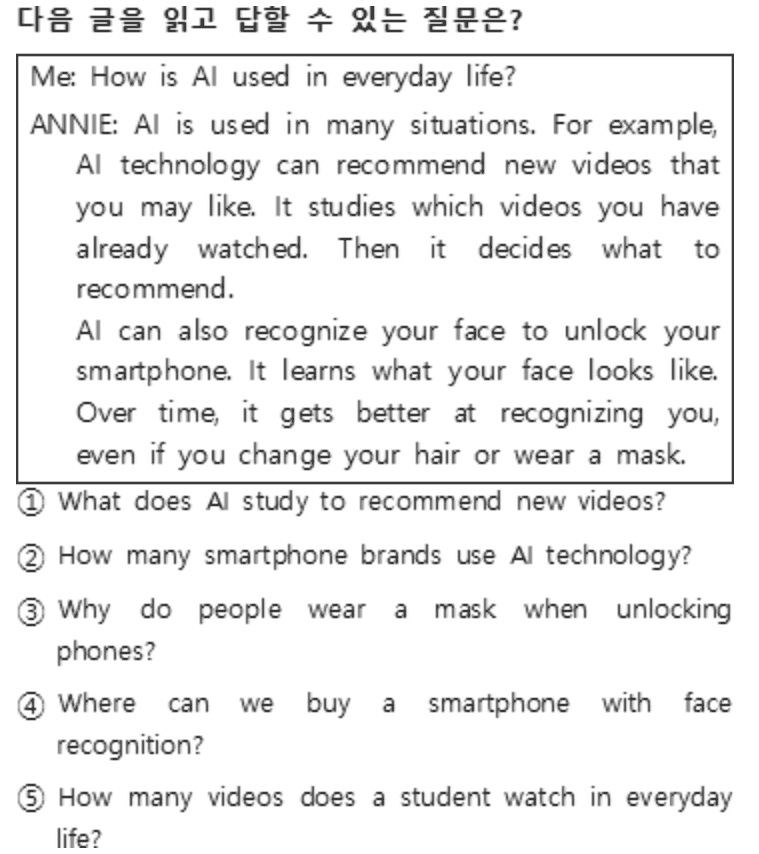 다음 글을 읽고 답할 수 있는 질문은?
Me: How is AI used in everyday life?
ANNIE: AI is used in many situations. For example,
AI technology can recommend new videos that
you may like. It studies which videos you have
already watched. Then it decides what to
recommend.
AI can also recognize your face to unlock your
smartphone. It learns what your face looks like.
Over time, it gets better at recognizing you,
even if you change your hair or wear a mask.
① What does AI study to recommend new videos?
② How many smartphone brands use AI technology?
③ Why do people wear a mask when unlocking
phones?
④ Where can we buy a smartphone with face
recognition?
⑤ How many videos does a student watch in everyday
life?